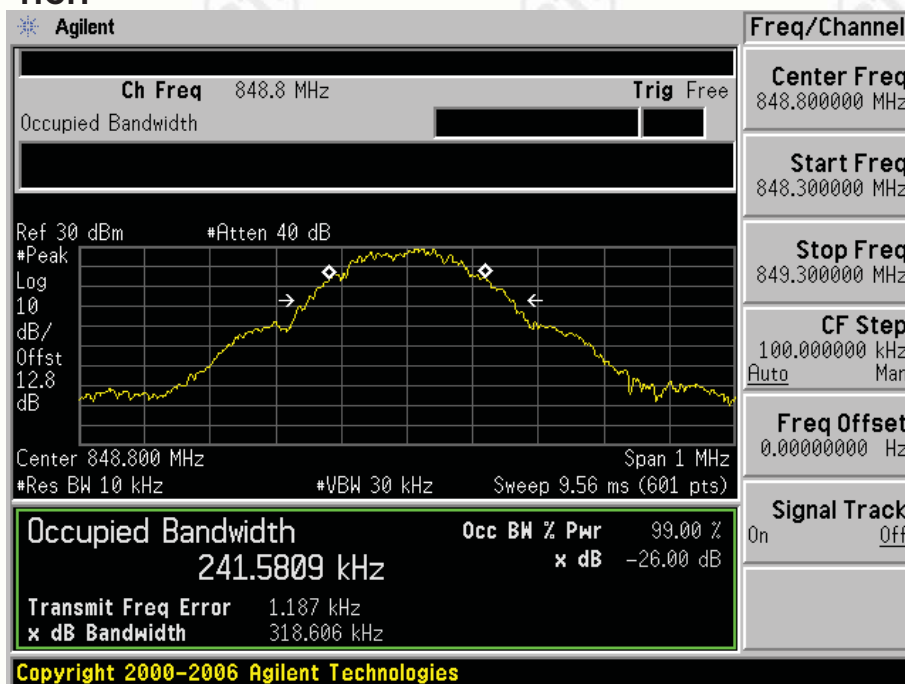 Agilent
Freq/Channel
Ch Freq 848.8 MHz Trig Free
Occupied Bandwidth
Center Freq
848.800000 MHz
Start Freq
848.300000 MHz
Stop Freq
849.300000 MHz
CF Step
100.000000 kHz
Auto Man
Freq Offset
0.00000000 Hz
Signal Track
On Off
Ref 30 dBm #Atten 40 dB
#Peak
Log
10
dB/
Offst
12.8
dB
Center 848.800 MHz Span 1 MHz
#Res BW 10 kHz #VBW 30 kHz Sweep 9.56 ms (601 pts)
Occupied Bandwidth Occ BW % Pwr 99.00 %
241.5809 kHz x dB -26.00 dB
Transmit Freq Error 1.187 kHz
x dB Bandwidth 318.606 kHz
Copyright 2000-2006 Agilent Technologies